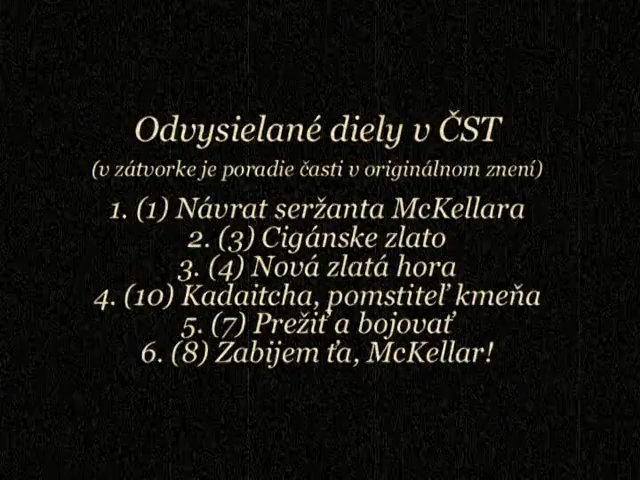 Odvysielané diely v ČST
(v zátvorke je poradie časti v originálnom znení)
1. (1) Návrat seržanta McKellara
2. (3) Cigánske zlato
3. (4) Nová zlatá hora
4. (10) Kadaitcha, pomstiteľ kmeňa
5. (7) Prežiť a bojovať
6. (8) Zabijem ťa, McKellar!